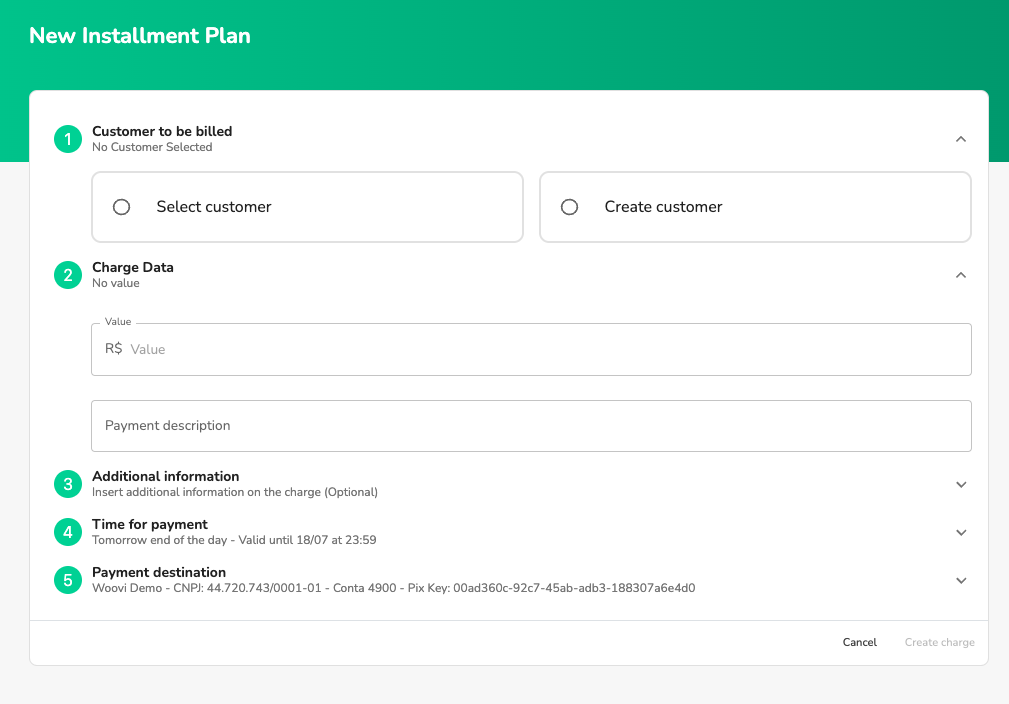 New Installment Plan
1
Customer to be billed
No Customer Selected
Select customer
Create customer
2
Charge Data
No value
Value
R$ Value
Payment description
3
Additional information
Insert additional information on the charge (Optional)
4
Time for payment
Tomorrow end of the day - Valid until 18/07 at 23:59
5
Payment destination
Woovi Demo - CNPJ: 44.720.743/0001-01 - Conta 4900 - Pix Key: 00ad360c-92c7-45ab-adb3-188307a6e4d0
Cancel
Create charge